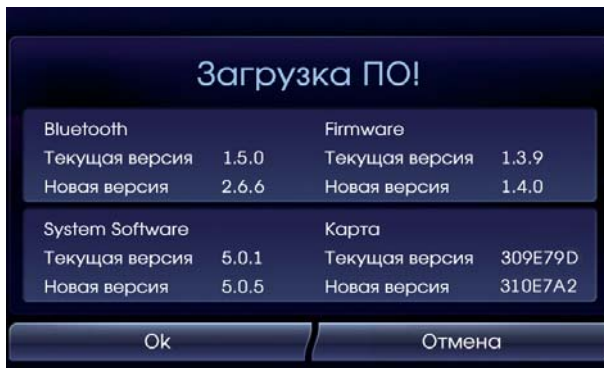 Загрузка ПО!
Bluetooth
Текущая версия 1.5.0
Новая версия 2.6.6
Firmware
Текущая версия 1.3.9
Новая версия 1.4.0
System Software
Текущая версия 5.0.1
Новая версия 5.0.5
Карта
Текущая версия 309E79D
Новая версия 310E7A2
Ok
Отмена